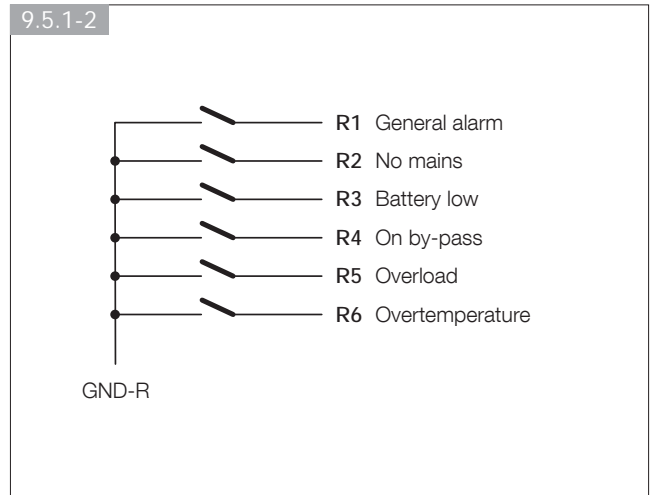 9.5.1-2
R1 General alarm
R2 No mains
R3 Battery low
R4 On by-pass
R5 Overload
R6 Overtemperature
GND-R